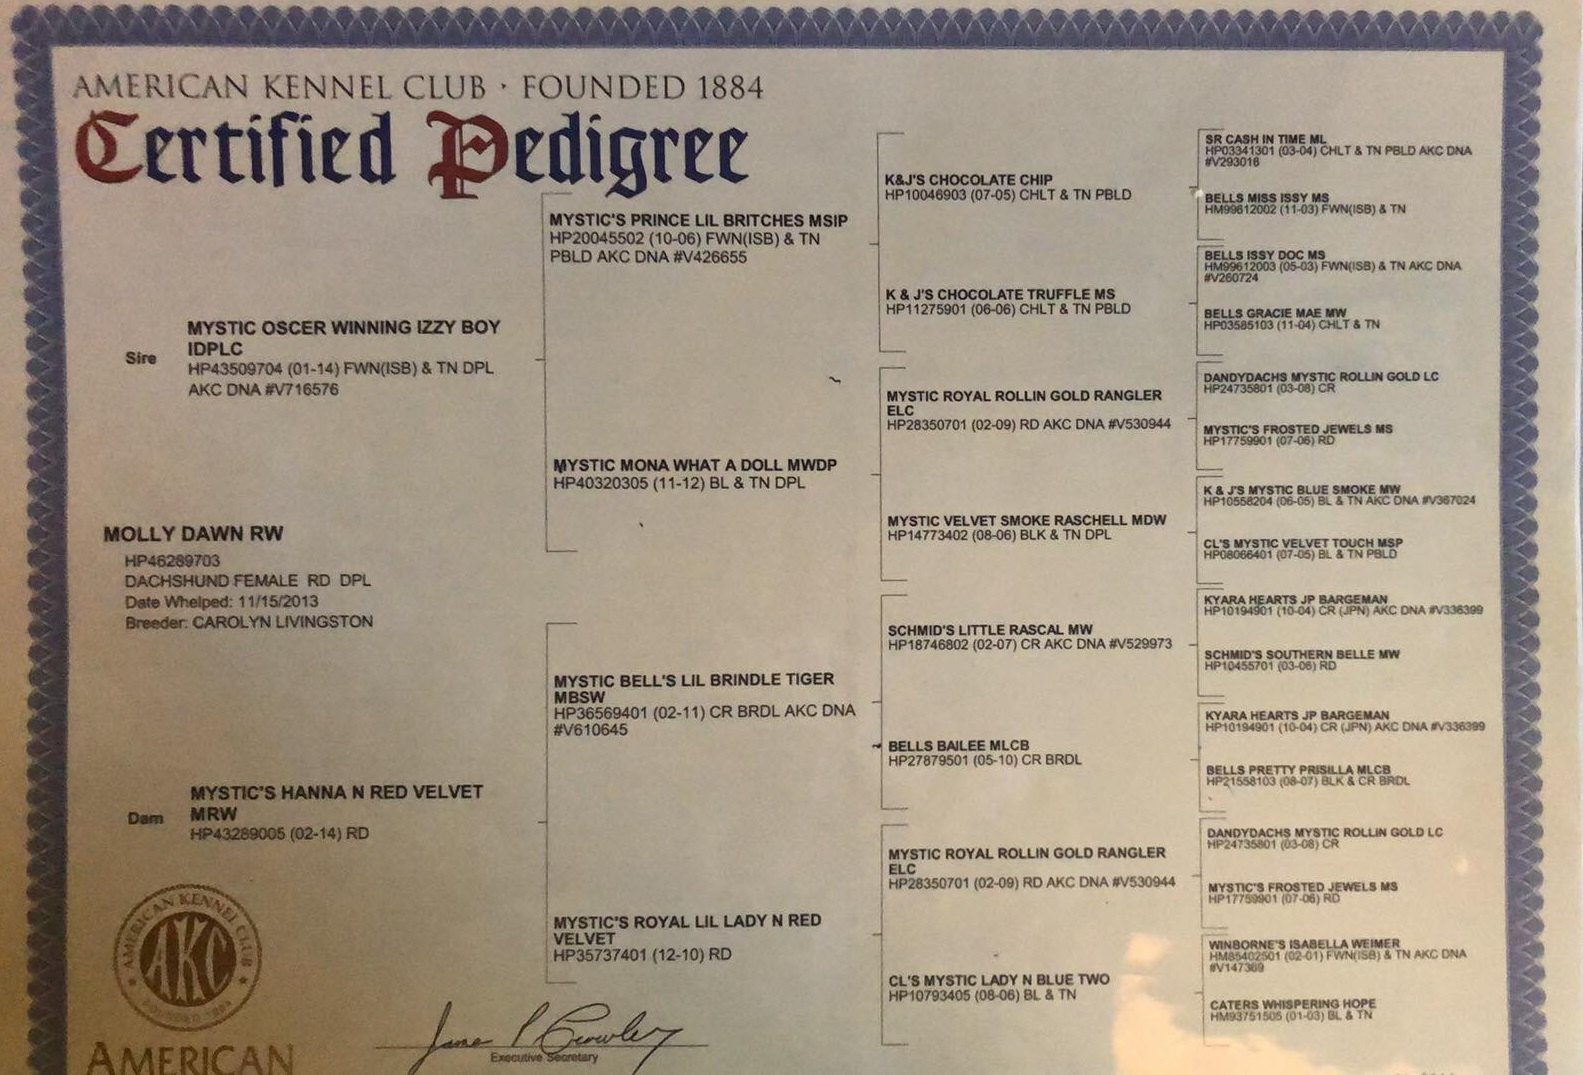 AMERICAN KENNEL CLUB · FOUNDED 1884
Certified Pedigree
Sire
MYSTIC OSCER WINNING IZZY BOY
IDPLC
HP43509704 (01-14) FWN(ISB) & TN DPL
AKC DNA #V716576
MOLLY DAWN RW
HP46289703
DACHSHUND FEMALE RD DPL
Date Whelped: 11/15/2013
Breeder: CAROLYN LIVINGSTON
Dam
MYSTIC'S HANNA N RED VELVET
MRW
HP43289005 (02-14) RD
MYSTIC'S PRINCE LIL BRITCHES MSIP
HP20045502 (10-06) FWN(ISB) & TN
PBLD AKC DNA #V426655
MYSTIC MONA WHAT A DOLL MWDP
HP40320305 (11-12) BL & TN DPL
MYSTIC BELL'S LIL BRINDLE TIGER
MBSW
HP36569401 (02-11) CR BRDL AKC DNA
#V610645
MYSTIC'S ROYAL LIL LADY N RED
VELVET
HP35737401 (12-10) RD
K&J'S CHOCOLATE CHIP
HP10046903 (07-05) CHLT & TN PBLD
K & J'S CHOCOLATE TRUFFLE MS
HP11275901 (06-06) CHLT & TN PBLD
MYSTIC ROYAL ROLLIN GOLD RANGLER
ELC
HP28350701 (02-09) RD AKC DNA #V530944
MYSTIC VELVET SMOKE RASCHELL MDW
HP14773402 (08-06) BLK & TN DPL
SCHMID'S LITTLE RASCAL MW
HP18746802 (02-07) CR AKC DNA #V529973
BELLS BAILEE MLCB
HP27879501 (05-10) CR BRDL
MYSTIC ROYAL ROLLIN GOLD RANGLER
ELC
HP28350701 (02-09) RD AKC DNA #V530944
CL'S MYSTIC LADY N BLUE TWO
HP10793405 (08-06) BL & TN
SR CASH IN TIME ML
HP03341301 (03-04) CHLT & TN PBLD AKC DNA
#V293016
BELLS MISS ISSY MS
HM99612002 (11-03) FWN(ISB) & TN
BELLS ISSY DOC MS
HM99612003 (05-03) FWN(ISB) & TN AKC DNA
#V260724
BELLS GRACIE MAE MW
HP03585103 (11-04) CHLT & TN
DANDYDACHS MYSTIC ROLLIN GOLD LC
HP24735801 (03-08) CR
MYSTIC'S FROSTED JEWELS MS
HP17759901 (07-06) RD
K & J'S MYSTIC BLUE SMOKE MW
HP10558204 (06-05) BL & TN AKC DNA #V367024
CL'S MYSTIC VELVET TOUCH MSP
HP08066401 (07-05) BL & TN PBLD
KYARA HEARTS JP BARGEMAN
HP10194901 (10-04) CR (JPN) AKC DNA #V336399
SCHMID'S SOUTHERN BELLE MW
HP10455701 (03-06) RD
KYARA HEARTS JP BARGEMAN
HP10194901 (10-04) CR (JPN) AKC DNA #V336399
BELLS PRETTY PRISILLA MLCB
HP21558103 (08-07) BLK & CR BRDL
DANDYDACHS MYSTIC ROLLIN GOLD LC
HP24735801 (03-08) CR
MYSTIC'S FROSTED JEWELS MS
HP17759901 (07-06) RD
WINBORNE'S ISABELLA WEIMER
HM85402501 (02-01) FWN(ISB) & TN AKC DNA
#V147369
CATERS WHISPERING HOPE
HM93751505 (01-03) BL & TN
AMERICAN KENNEL CLUB
AKC
FOUNDED 1884
AMERICAN
Executive Secretary